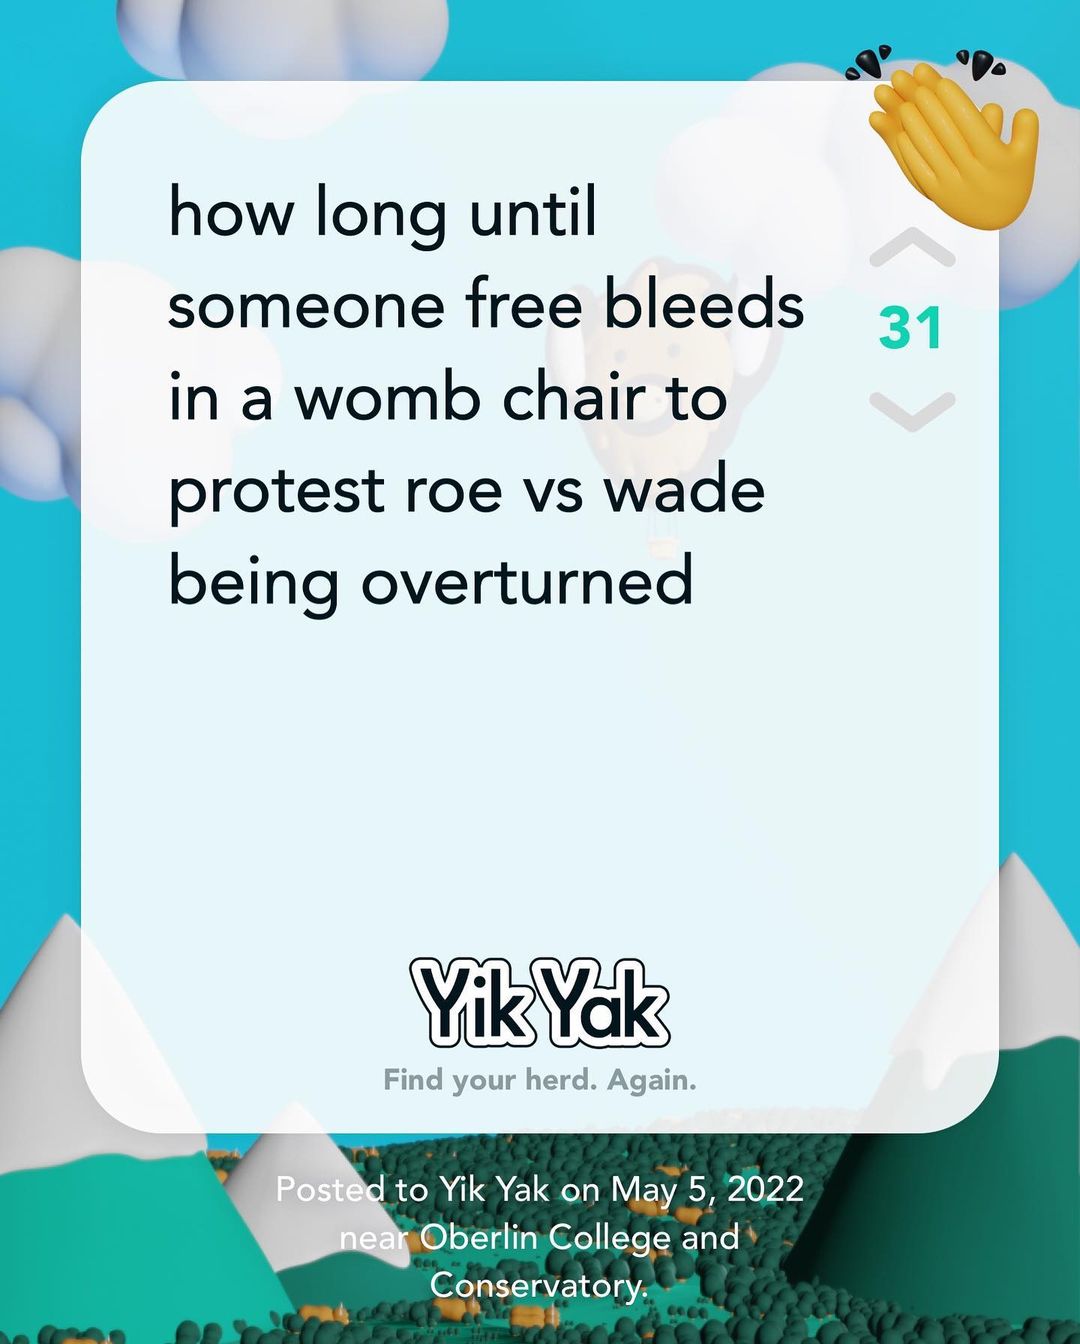 how long until
someone free bleeds
in a womb chair to
protest roe vs wade
being overturned
31
Yik Yak
Find your herd. Again.
Posted to Yik Yak on May 5, 2022
near Oberlin College and
Conservatory.